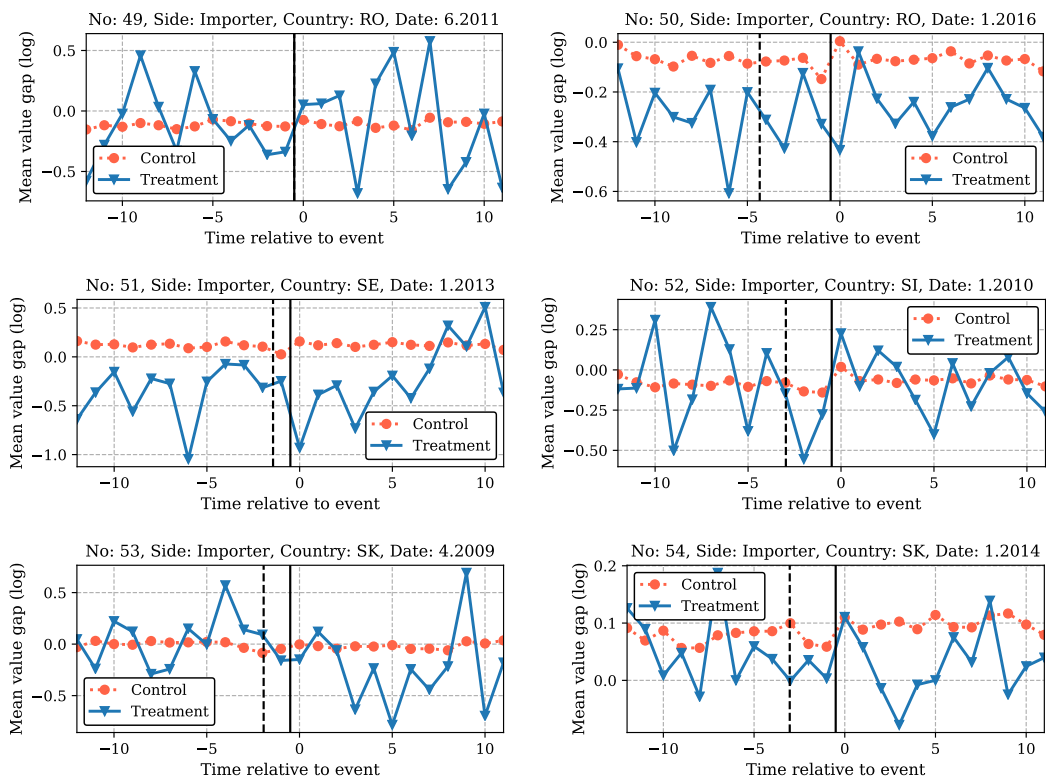 No: 49, Side: Importer, Country: RO, Date: 6.2011
Mean value gap (log)
0.5
0.0
−0.5
Control
Treatment
−10
−5
0
5
10
Time relative to event
No: 50, Side: Importer, Country: RO, Date: 1.2016
Mean value gap (log)
0.0
−0.2
−0.4
−0.6
Control
Treatment
−10
−5
0
5
10
Time relative to event
No: 51, Side: Importer, Country: SE, Date: 1.2013
Mean value gap (log)
0.5
0.0
−0.5
−1.0
Control
Treatment
−10
−5
0
5
10
Time relative to event
No: 52, Side: Importer, Country: SI, Date: 1.2010
Mean value gap (log)
0.25
0.00
−0.25
−0.50
Control
Treatment
−10
−5
0
5
10
Time relative to event
No: 53, Side: Importer, Country: SK, Date: 4.2009
Mean value gap (log)
0.5
0.0
−0.5
Control
Treatment
−10
−5
0
5
10
Time relative to event
No: 54, Side: Importer, Country: SK, Date: 1.2014
Mean value gap (log)
0.2
0.1
0.0
Control
Treatment
−10
−5
0
5
10
Time relative to event